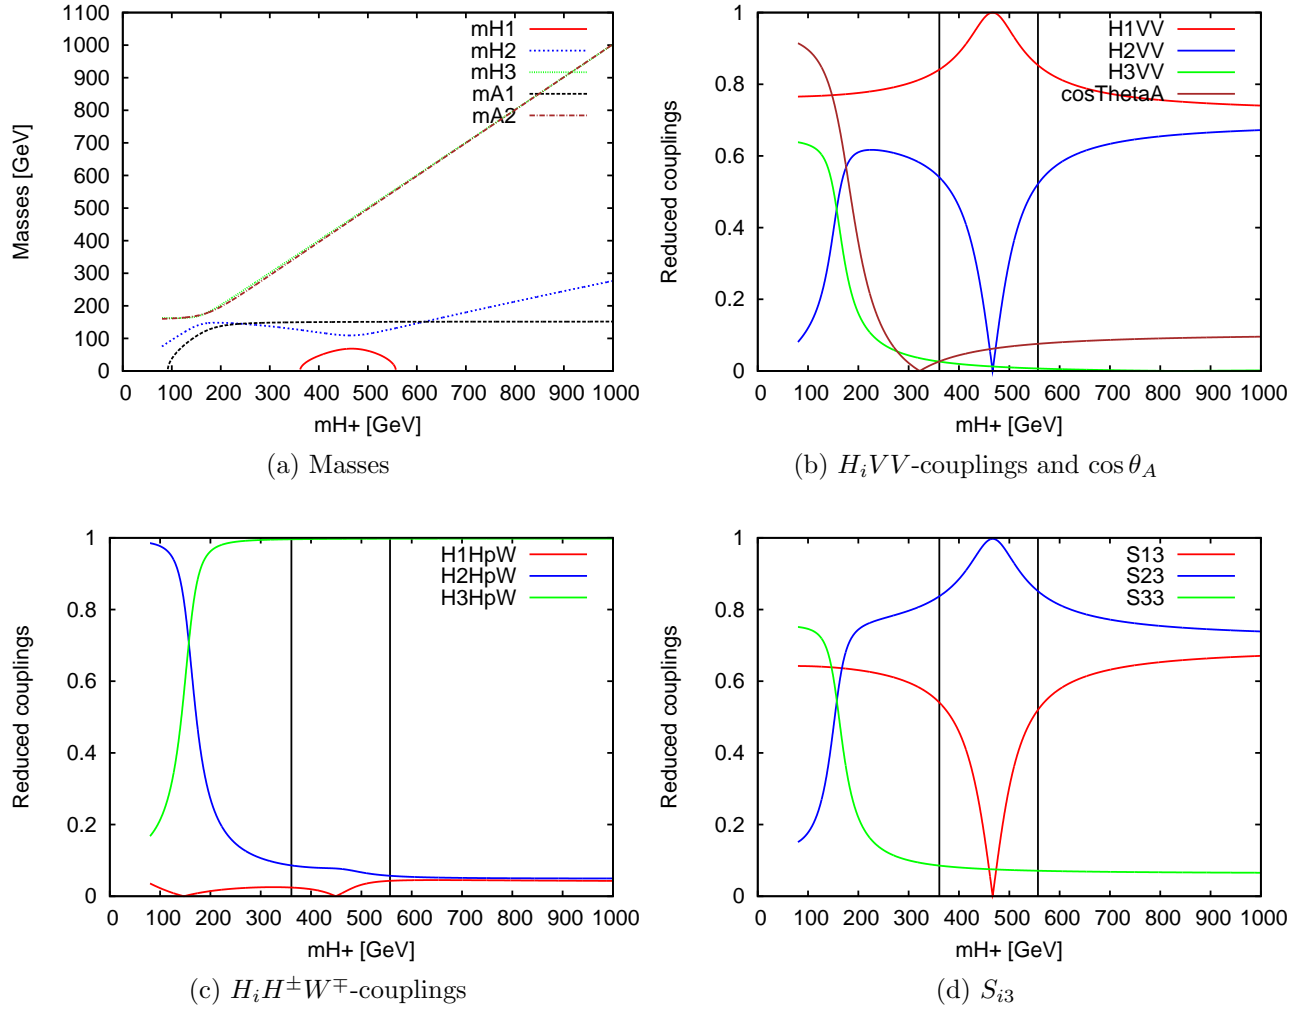 1100
1000
900
800
700
600
500
400
300
200
100
0
Masses [GeV]
mH1
mH2
mH3
mA1
mA2
0 100 200 300 400 500 600 700 800 900 1000
mH+ [GeV]
(a) Masses
1
0.8
0.6
0.4
0.2
0
Reduced couplings
H1VV
H2VV
H3VV
cosThetaA
0 100 200 300 400 500 600 700 800 900 1000
mH+ [GeV]
(b) HᵢVV-couplings and cos θ_A
1
0.8
0.6
0.4
0.2
0
Reduced couplings
H1HpW
H2HpW
H3HpW
0 100 200 300 400 500 600 700 800 900 1000
mH+ [GeV]
(c) HᵢH^±W^∓-couplings
1
0.8
0.6
0.4
0.2
0
Reduced couplings
S13
S23
S33
0 100 200 300 400 500 600 700 800 900 1000
mH+ [GeV]
(d) S_{i3}